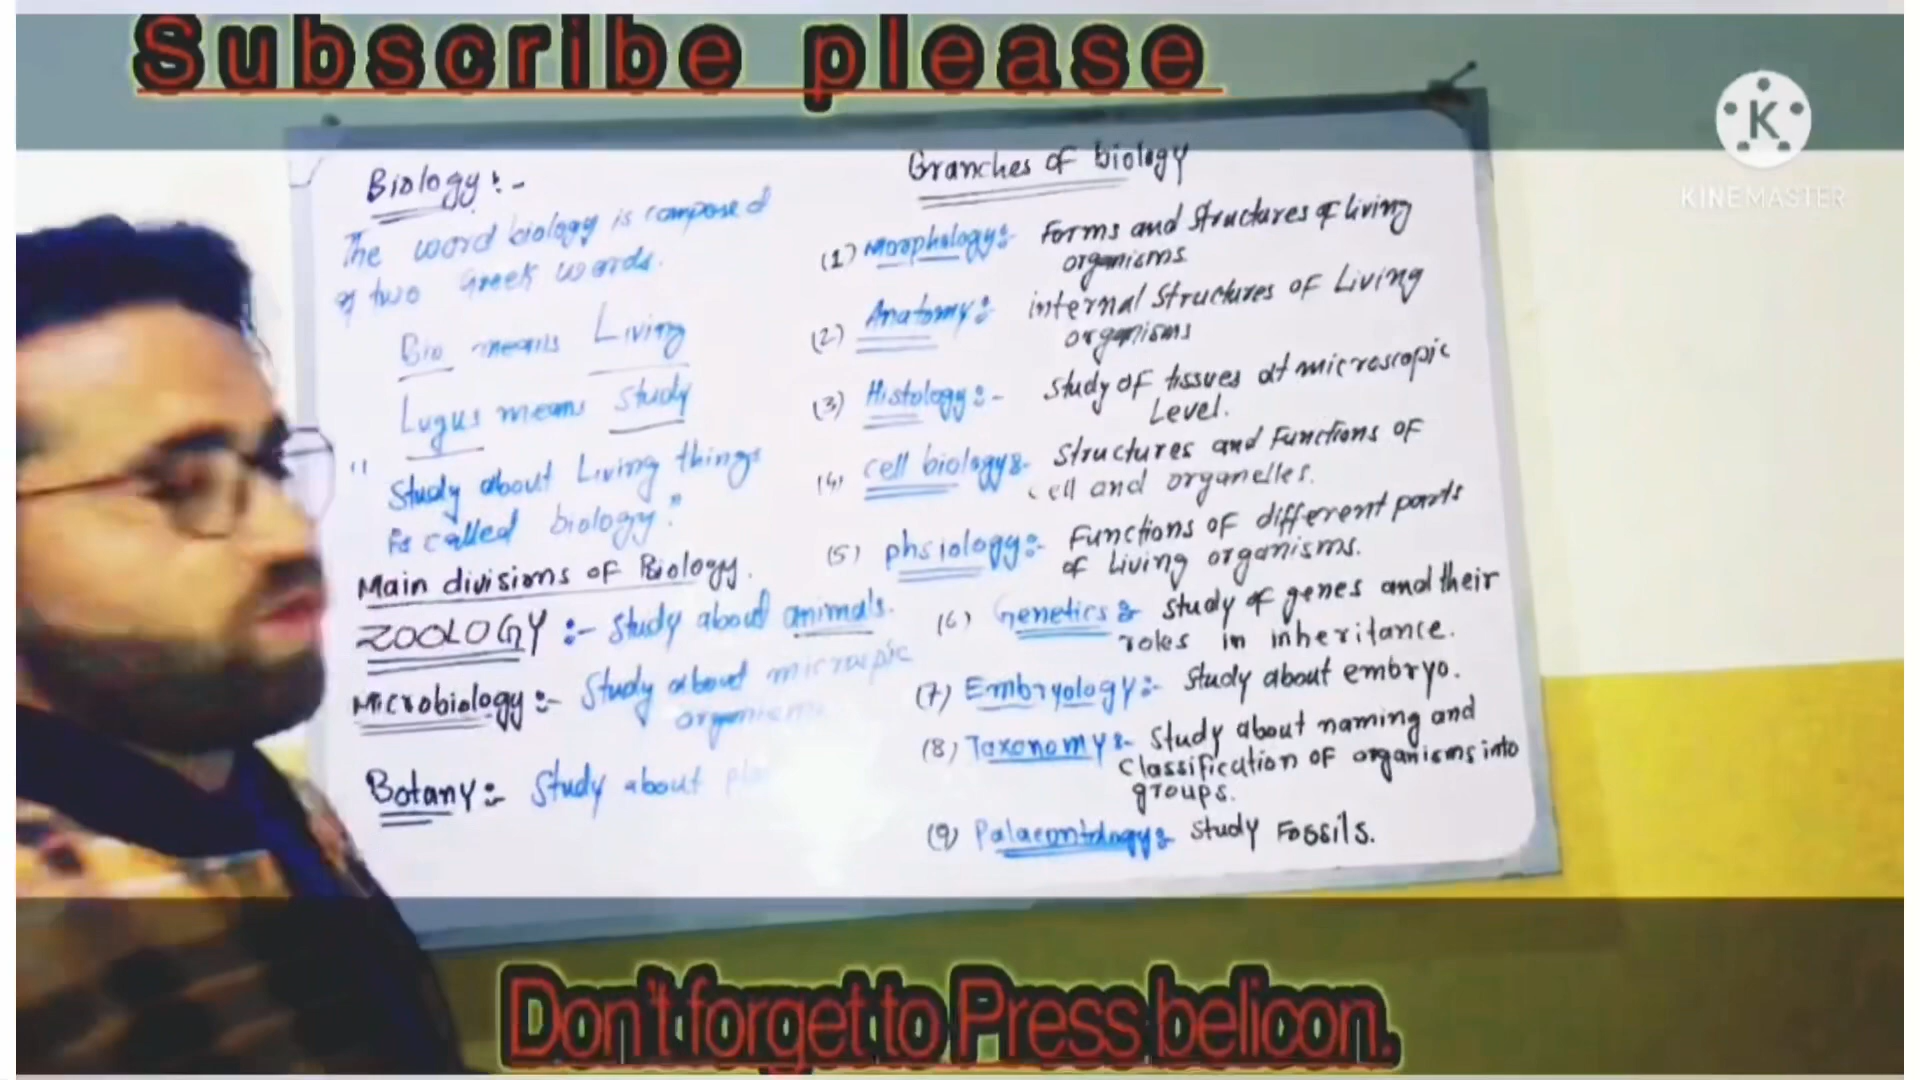 Subscribe please
K
KINEMASTER
Biology:-
The word biology is composed
of two Greek words.
Bio means Living
Lugus means Study
" Study about Living things
is called biology."
Main divisions of Biology.
ZOOLOGY :- Study about animals.
Microbiology:- Study about
Botany:- Study about
Branches of biology
(1) Morphology:- Forms and Structures of living
organisms
(2) Anatomy: internal Structures of Living
organisms
(3) Histology:- Study of tissues at microscopic
Level.
(4) Cell biology:- Structures and Functions of
cell and organelles.
(5) phsiology:- Functions of different parts
of Living organisms.
(6) Genetics:- Study of genes and their
roles in inheritance.
(7) Embryology:- Study about embryo.
(8) Taxonomy:- Study about naming and
Classification of organisms into
groups.
(9) Palaeontology:- Study Fossils.
Don't forget to Press belicon.